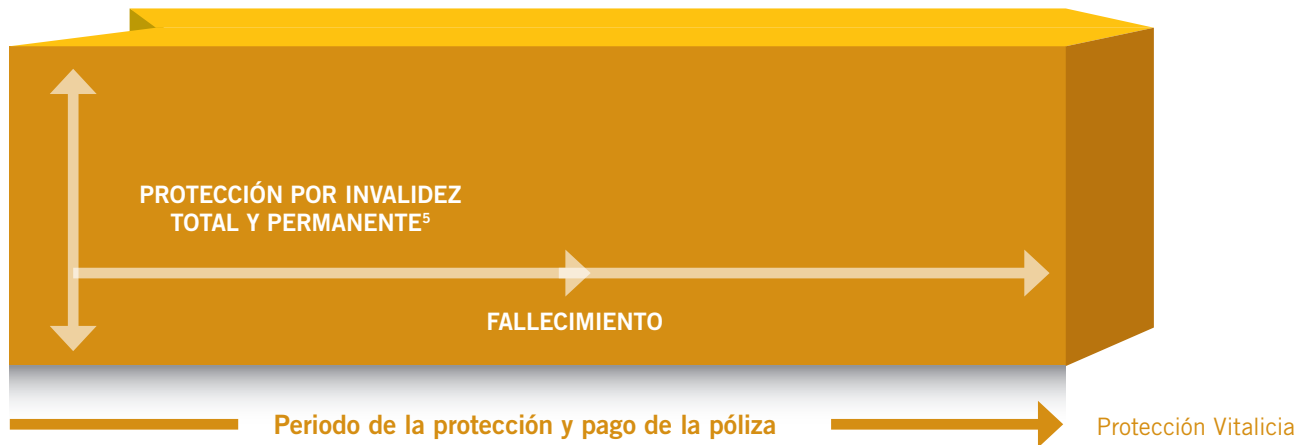 PROTECCIÓN POR INVALIDEZ
TOTAL Y PERMANENTE⁵
FALLECIMIENTO
Periodo de la protección y pago de la póliza
Protección Vitalicia